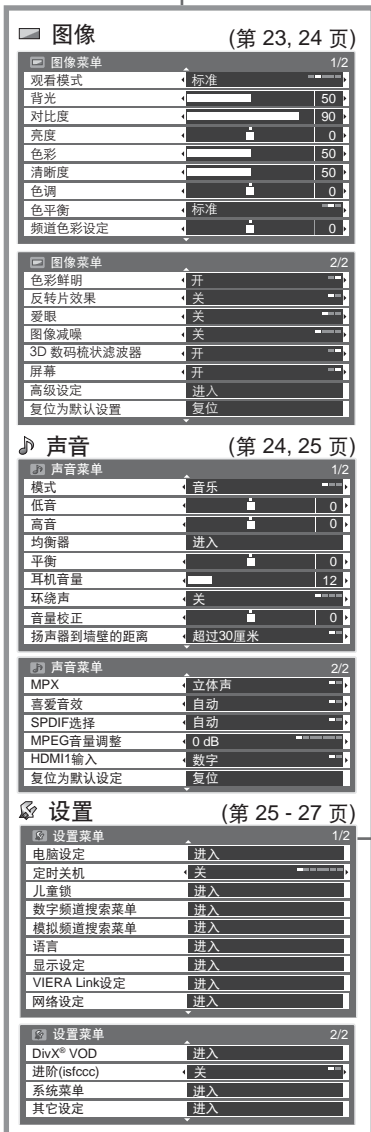 图像 (第 23, 24 页)
图像菜单 1/2
观看模式 标准
背光 50
对比度 90
亮度 0
色彩 50
清晰度 50
色调 0
色平衡 标准
频道色彩设定 0
图像菜单 2/2
色彩鲜明 开
反转片效果 关
爱眼 关
图像减噪 关
3D 数码梳状滤波器 开
屏幕 开
高级设定 进入
复位为默认设置 复位
声音 (第 24, 25 页)
声音菜单 1/2
模式 音乐
低音 0
高音 0
均衡器 进入
平衡 0
耳机音量 12
环绕声 关
音量校正 0
扬声器到墙壁的距离 超过30厘米
声音菜单 2/2
MPX 立体声
喜爱音效 自动
SPDIF选择 自动
MPEG音量调整 0 dB
HDMI1输入 数字
复位为默认设定 复位
设置 (第 25 - 27 页)
设置菜单 1/2
电脑设定 进入
定时关机 关
儿童锁 进入
数字频道搜索菜单 进入
模拟频道搜索菜单 进入
语言 进入
显示设定 进入
VIERA Link设定 进入
网络设定 进入
设置菜单 2/2
DivX® VOD 进入
进阶(isfccc) 关
系统菜单 进入
其它设定 进入